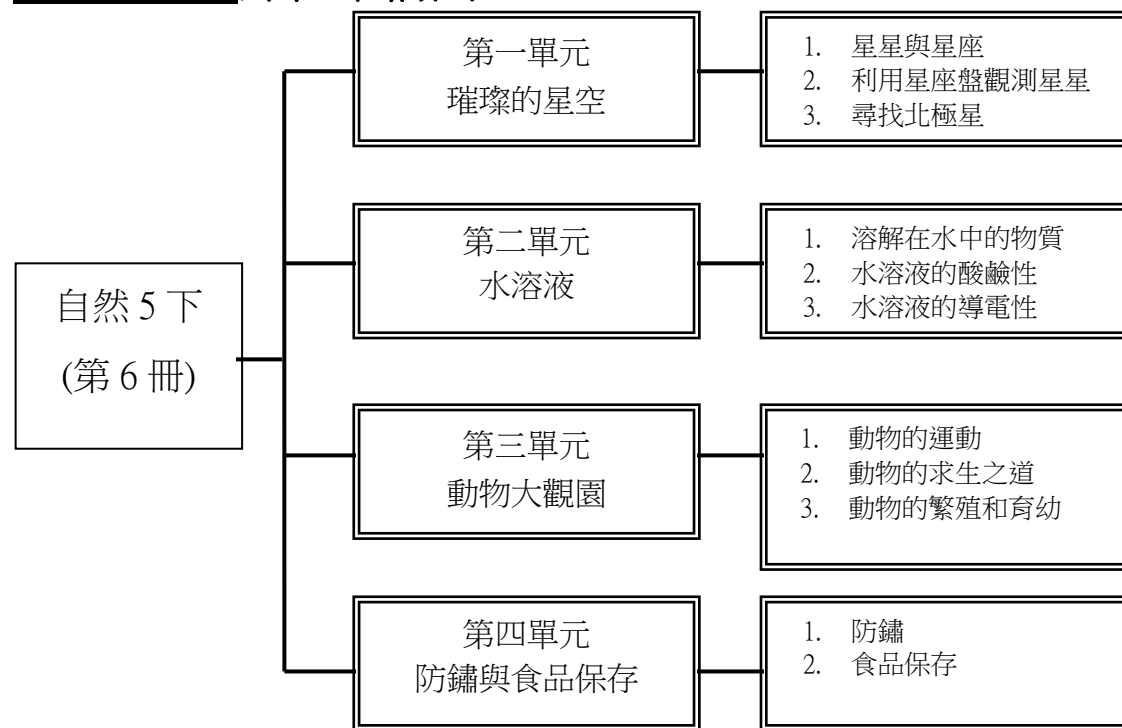 自然 5 下
(第 6 冊)
第一單元
璀璨的星空
1. 星星與星座
2. 利用星座盤觀測星星
3. 尋找北極星
第二單元
水溶液
1. 溶解在水中的物質
2. 水溶液的酸鹼性
3. 水溶液的導電性
第三單元
動物大觀園
1. 動物的運動
2. 動物的求生之道
3. 動物的繁殖和育幼
第四單元
防鏽與食品保存
1. 防鏽
2. 食品保存